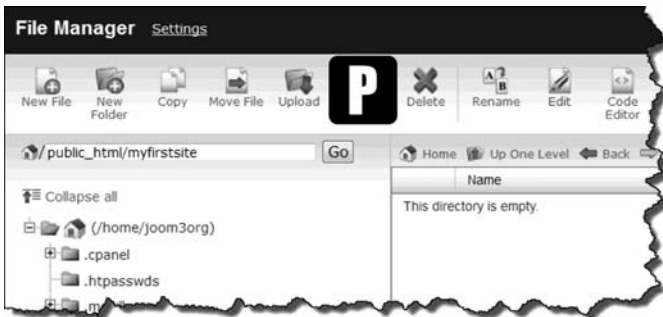 File Manager Settings
New File New Folder Copy Move File Upload P Delete Rename Edit Code Editor
/ public_html/myfirstsite Go
Home Up One Level Back
Name
This directory is empty.
Collapse all
(/home/joom3org)
.cpanel
.htpasswds